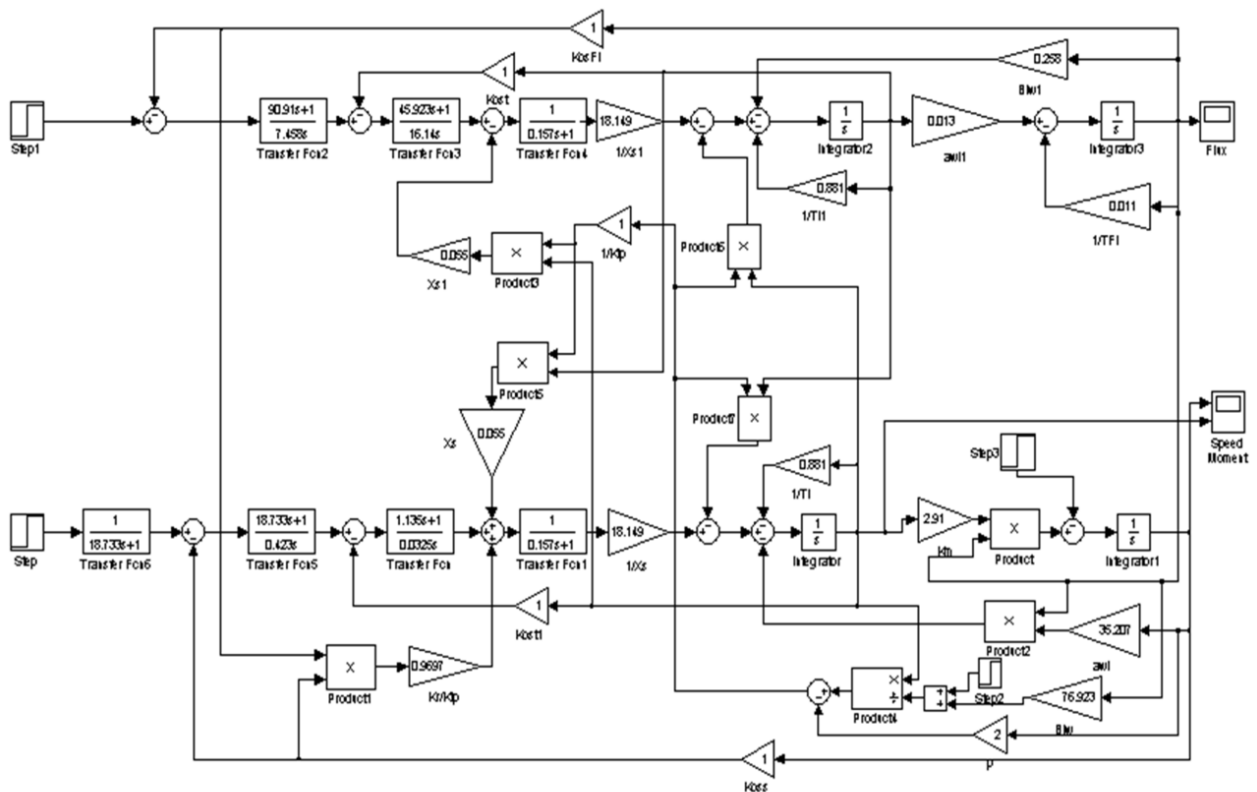 1
KosFl
0.258
Blw1
1
Kost
Step1
90.91s+1
7.458s
Transfer Fcn2
45.923s+1
16.14s
Transfer Fcn3
1
0.157s+1
Transfer Fcn4
18.149
1/Xs1
1
s
Integrator2
0.013
awl1
1
s
Integrator3
Flux
0.881
1/Tl1
0.011
1/TFl
1
1/Kfp
Product6
×
0.055
Xs1
×
Product3
×
Product5
0.055
Xs
×
Product7
Step3
Speed
Moment
0.881
1/Tl
Step
1
18.733s+1
Transfer Fcn6
18.733s+1
0.423s
Transfer Fcn5
1.135s+1
0.0325s
Transfer Fcn
1
0.157s+1
Transfer Fcn1
18.149
1/Xs
1
s
Integrator
2.91
km
×
Product
1
s
Integrator1
1
Kost1
×
Product2
35.207
awl
×
Product1
0.9697
Kr/Kfp
×
÷
Product4
Step2
76.923
Blw
2
p
1
Koss